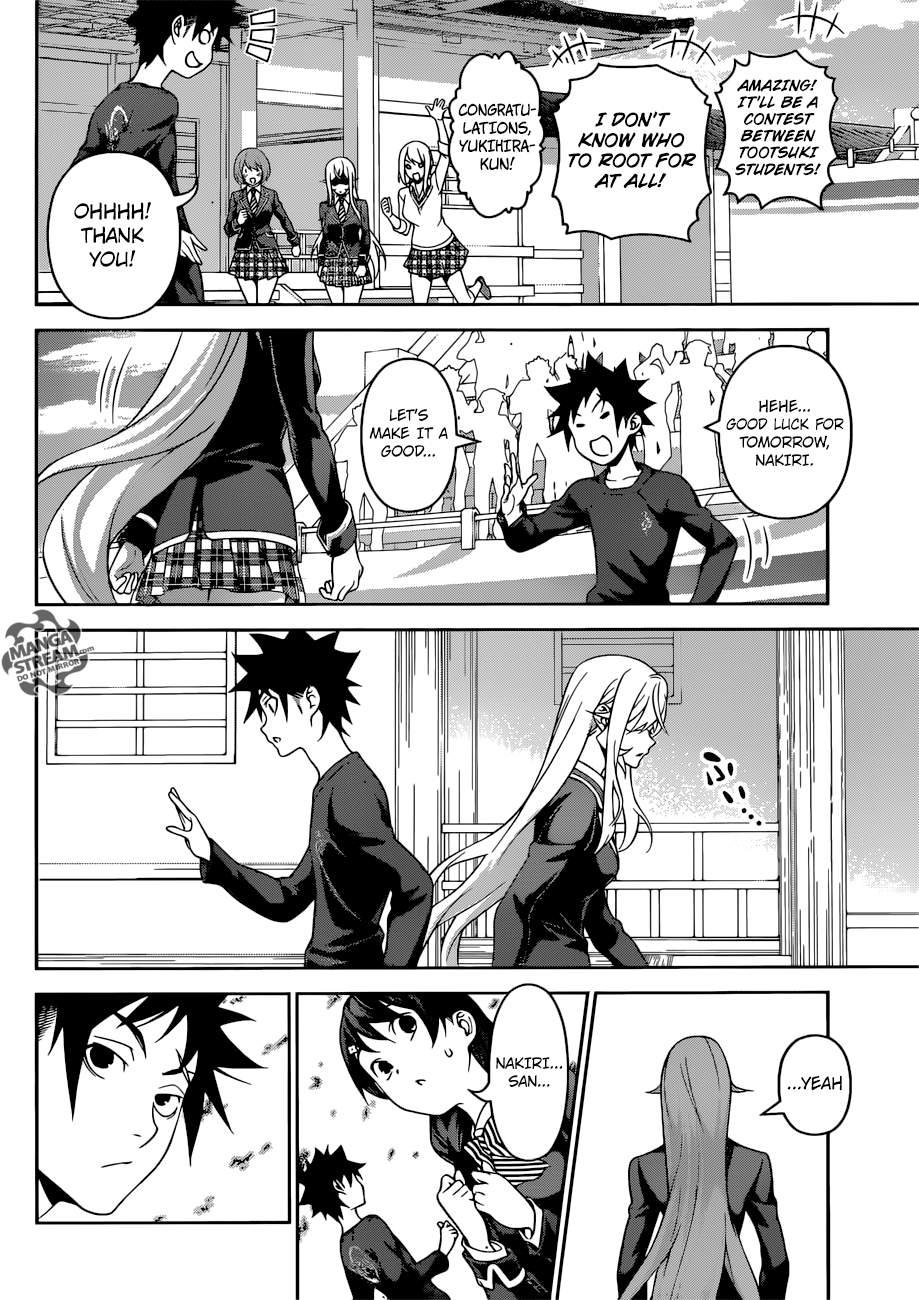 AMAZING!
IT'LL BE A
CONTEST
BETWEEN
TOOTSUKI
STUDENTS!
I DON'T
KNOW WHO
TO ROOT FOR
AT ALL!
CONGRATU-
LATIONS,
YUKIHIRA-
KUN!
OHHHH!
THANK
YOU!
HEHE...
GOOD LUCK FOR
TOMORROW,
NAKIRI.
LET'S
MAKE IT A
GOOD...
MANGA
STREAM.com
DO NOT MIRROR
ふい…
...YEAH
NAKIRI...
SAN...